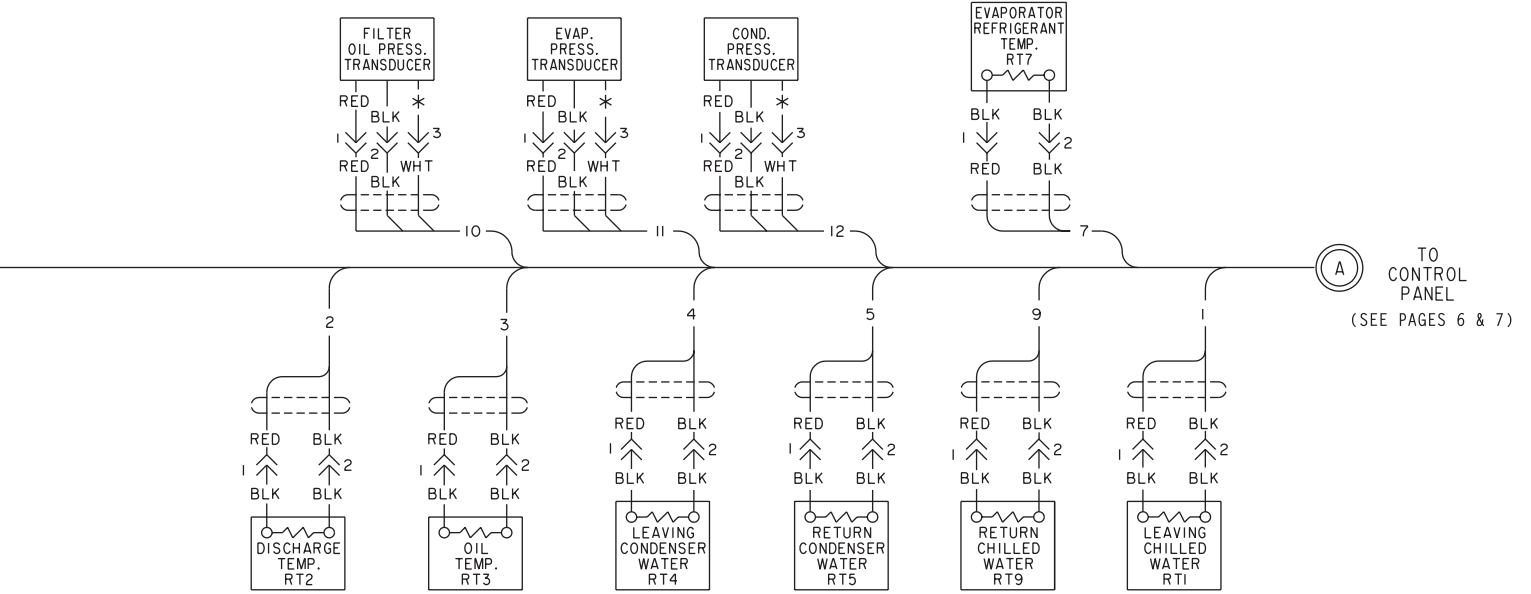 FILTER
OIL PRESS.
TRANSDUCER
RED
*
BLK
1
3
2
RED
WHT
BLK
10
EVAP.
PRESS.
TRANSDUCER
RED
*
BLK
1
3
2
RED
WHT
BLK
11
COND.
PRESS.
TRANSDUCER
RED
*
BLK
1
3
2
RED
WHT
BLK
12
EVAPORATOR
REFRIGERANT
TEMP.
RT7
BLK
BLK
1
2
RED
BLK
7
A
TO
CONTROL
PANEL
(SEE PAGES 6 & 7)
2
RED
BLK
1
2
BLK
BLK
DISCHARGE
TEMP.
RT2
3
RED
BLK
1
2
BLK
BLK
OIL
TEMP.
RT3
4
RED
BLK
1
2
BLK
BLK
LEAVING
CONDENSER
WATER
RT4
5
RED
BLK
1
2
BLK
BLK
RETURN
CONDENSER
WATER
RT5
9
RED
BLK
1
2
BLK
BLK
RETURN
CHILLED
WATER
RT9
1
RED
BLK
1
2
BLK
BLK
LEAVING
CHILLED
WATER
RT1